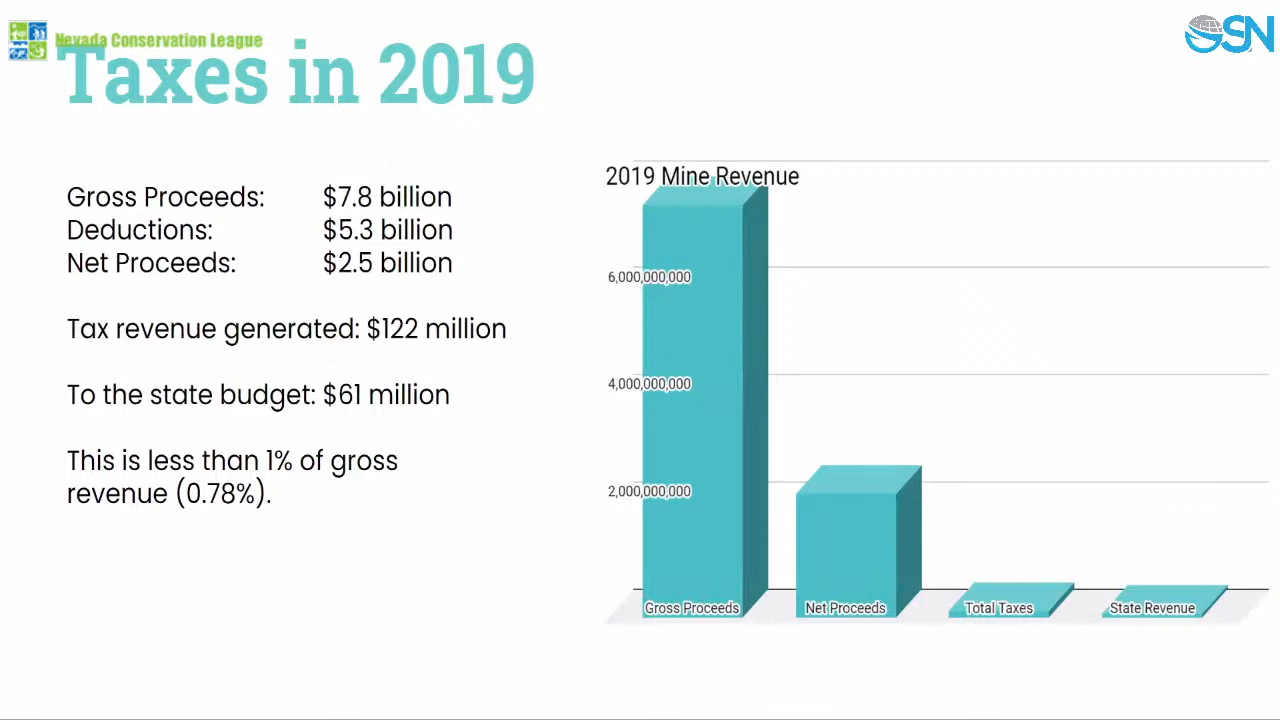 Nevada Conservation League
SN
Taxes in 2019
Gross Proceeds: $7.8 billion
Deductions: $5.3 billion
Net Proceeds: $2.5 billion
Tax revenue generated: $122 million
To the state budget: $61 million
This is less than 1% of gross
revenue (0.78%).
2019 Mine Revenue
6,000,000,000
4,000,000,000
2,000,000,000
Gross Proceeds
Net Proceeds
Total Taxes
State Revenue